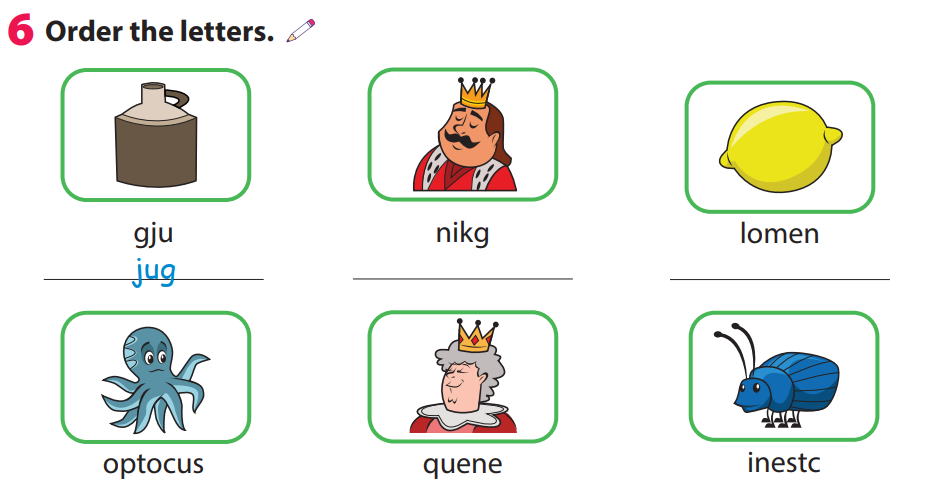 6 Order the letters.
gju nikg lomen
jug
optocus quene inestc